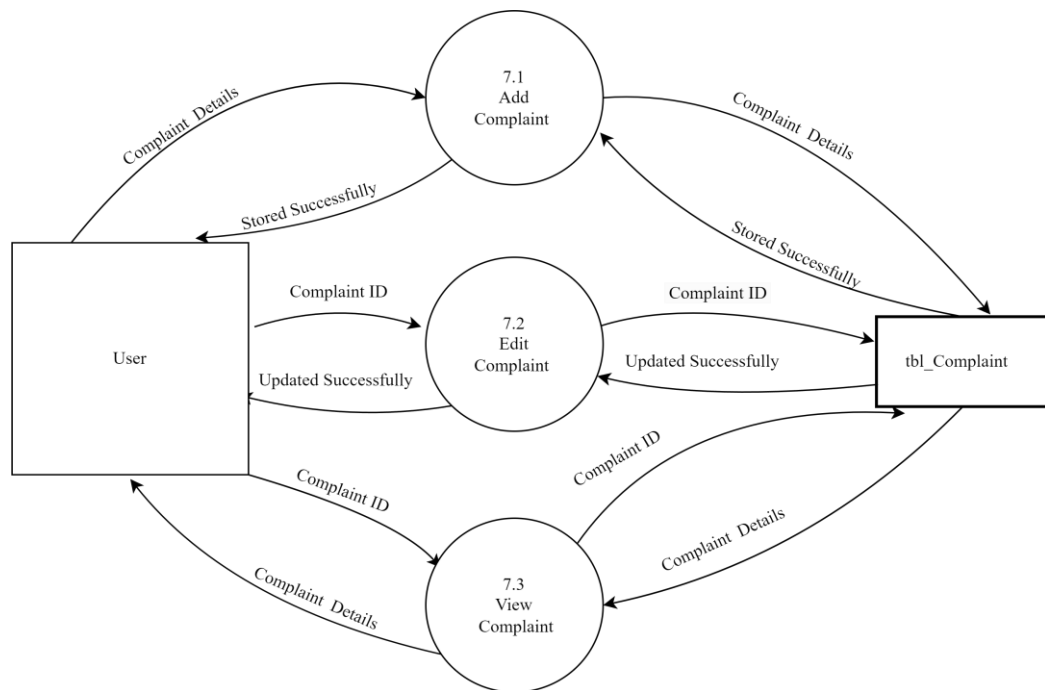 7.1
Add
Complaint
Complaint Details
Complaint Details
Stored Successfully
Stored Successfully
Complaint ID
Complaint ID
7.2
Edit
Complaint
User
tbl_Complaint
Updated Successfully
Updated Successfully
Complaint ID
Complaint ID
Complaint Details
Complaint Details
7.3
View
Complaint